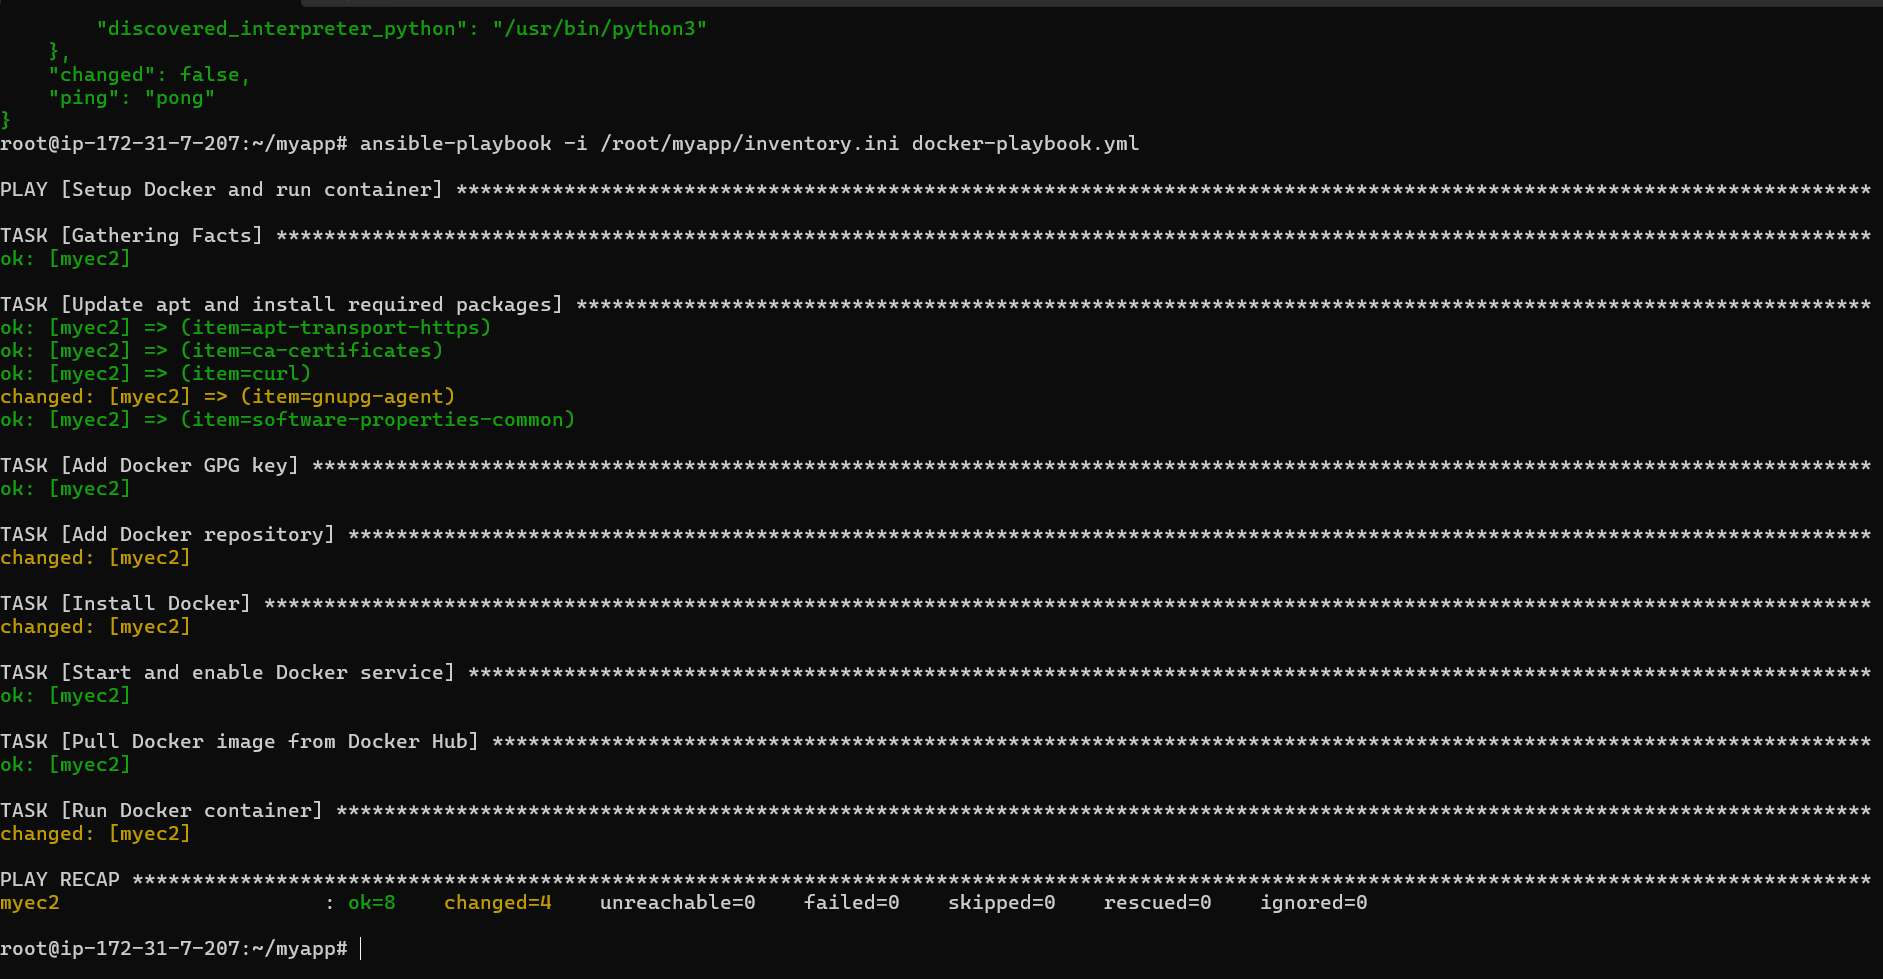 "discovered_interpreter_python": "/usr/bin/python3"
    },
    "changed": false,
    "ping": "pong"
}
root@ip-172-31-7-207:~/myapp# ansible-playbook -i /root/myapp/inventory.ini docker-playbook.yml

PLAY [Setup Docker and run container] **********************************************************************************************************************

TASK [Gathering Facts] *************************************************************************************************************************************
ok: [myec2]

TASK [Update apt and install required packages] ************************************************************************************************************
ok: [myec2] => (item=apt-transport-https)
ok: [myec2] => (item=ca-certificates)
ok: [myec2] => (item=curl)
changed: [myec2] => (item=gnupg-agent)
ok: [myec2] => (item=software-properties-common)

TASK [Add Docker GPG key] **********************************************************************************************************************************
ok: [myec2]

TASK [Add Docker repository] *******************************************************************************************************************************
changed: [myec2]

TASK [Install Docker] **************************************************************************************************************************************
changed: [myec2]

TASK [Start and enable Docker service] *********************************************************************************************************************
ok: [myec2]

TASK [Pull Docker image from Docker Hub] *******************************************************************************************************************
ok: [myec2]

TASK [Run Docker container] ********************************************************************************************************************************
changed: [myec2]

PLAY RECAP *************************************************************************************************************************************************
myec2                      : ok=8    changed=4    unreachable=0    failed=0    skipped=0    rescued=0    ignored=0

root@ip-172-31-7-207:~/myapp#